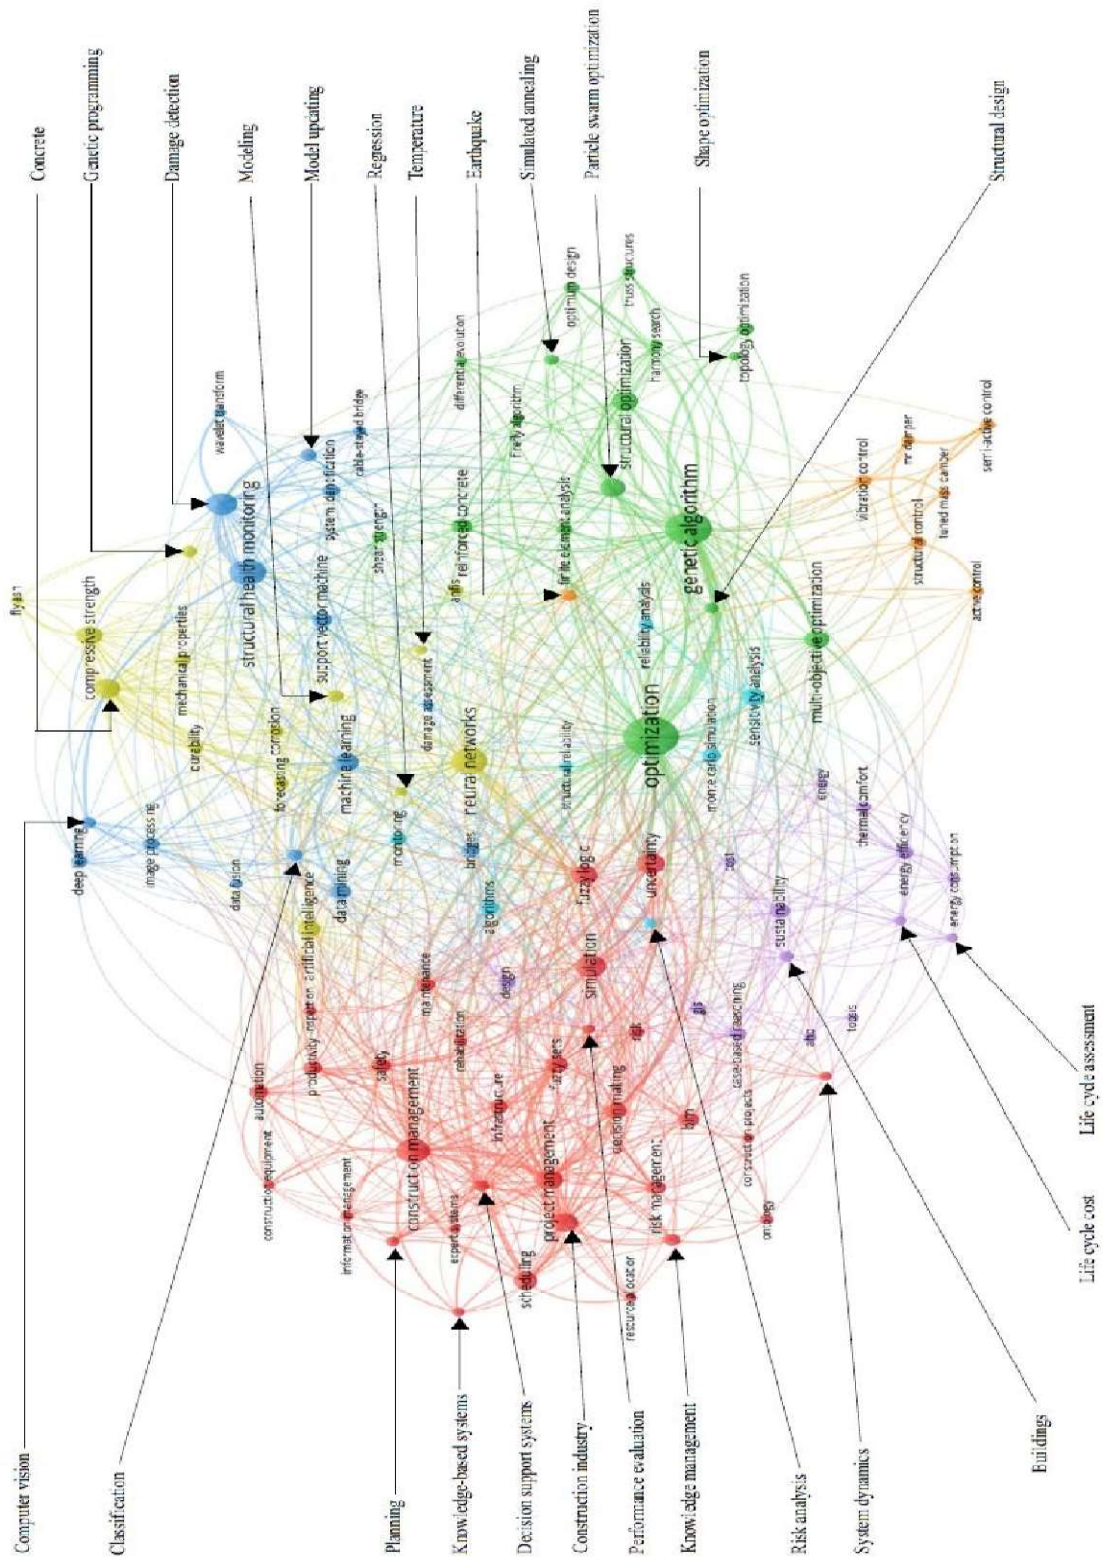 Concrete
Genetic programming
Damage detection
Modeling
Model updating
Regression
Temperature
Earthquake
Simulated annealing
Particle swarm optimization
Shape optimization
Structural design
fly ash
compressive strength
mechanical properties
durability
forecasting
corrosion
wavelet transform
structural health monitoring
system identification
cable-stayed bridge
support vector machine
machine learning
shear strength
reinforced concrete
anfis
damage assessment
neural networks
monitoring
bridges
algorithms
deep learning
image processing
data fusion
data mining
artificial intelligence
differential evolution
firefly algorithm
optimum design
truss structures
harmony search
structural optimization
topology optimization
finite element analysis
genetic algorithm
reliability analysis
structural reliability
optimization
monte carlo simulation
sensitivity analysis
multi-objective optimization
vibration control
mr damper
tuned mass damper
semi-active control
structural control
active control
energy
thermal comfort
energy efficiency
energy consumption
cost
sustainability
fuzzy logic
uncertainty
simulation
design
maintenance
gis
case-based reasoning
ahp
topsis
risk
fuzzy sets
rehabilitation
safety
productivity
automation
infrastructure
decision making
bim
construction projects
construction management
construction equipment
information management
expert systems
project management
risk management
ontology
scheduling
resource allocation
Computer vision
Classification
Planning
Knowledge-based systems
Decision support systems
Construction industry
Performance evaluation
Knowledge management
Risk analysis
System dynamics
Buildings
Life cycle cost
Life cycle assessment